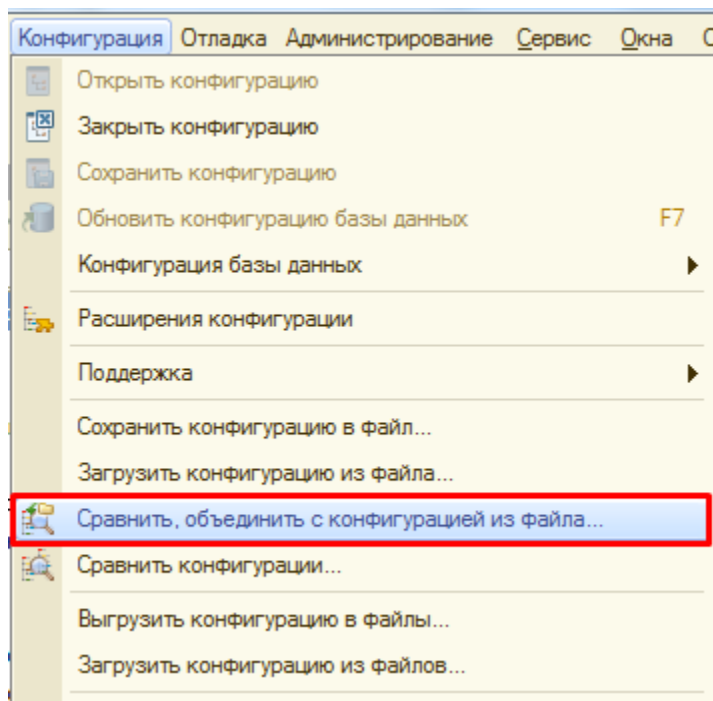 Конфигурация Отладка Администрирование Сервис Окна
Открыть конфигурацию
Закрыть конфигурацию
Сохранить конфигурацию
Обновить конфигурацию базы данных F7
Конфигурация базы данных
Расширения конфигурации
Поддержка
Сохранить конфигурацию в файл...
Загрузить конфигурацию из файла...
Сравнить, объединить с конфигурацией из файла...
Сравнить конфигурации...
Выгрузить конфигурацию в файлы...
Загрузить конфигурацию из файлов...